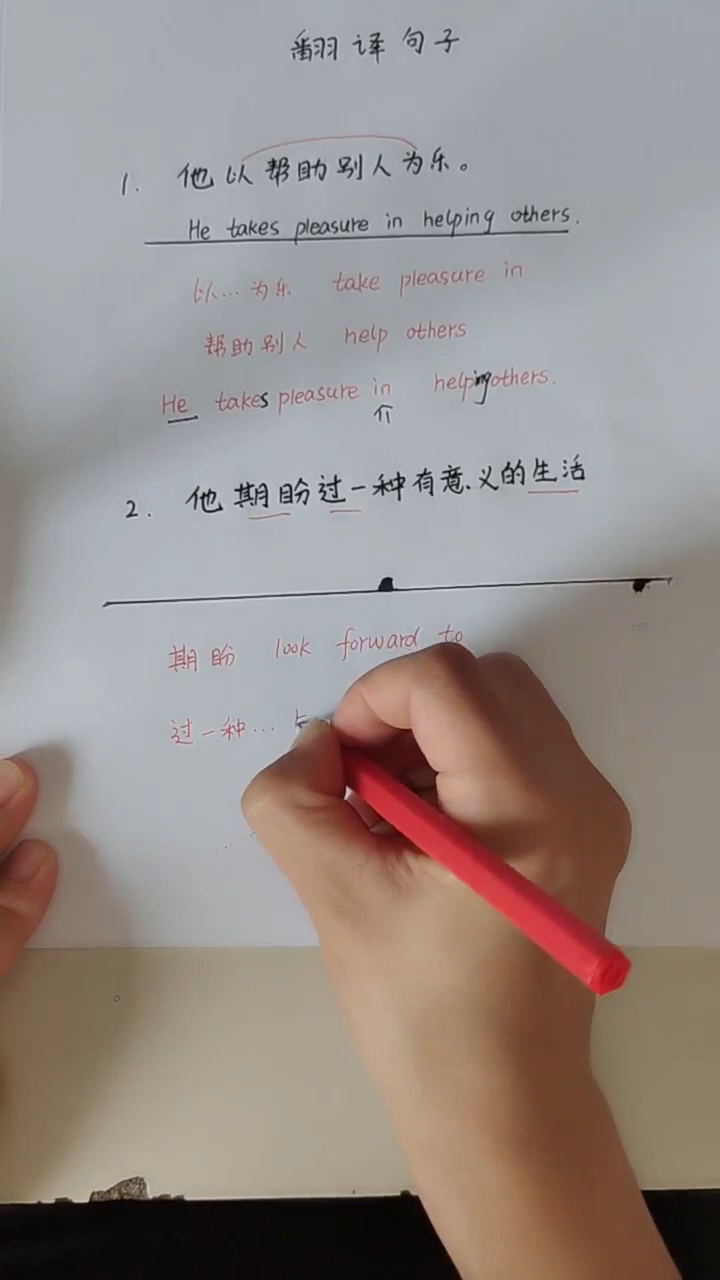 翻译句子
1. 他以帮助别人为乐。
He takes pleasure in helping others.
以…为乐 take pleasure in
帮助别人 help others
He takes pleasure in helping others.
介
2. 他期盼过一种有意义的生活
期盼 look forward to
过一种…